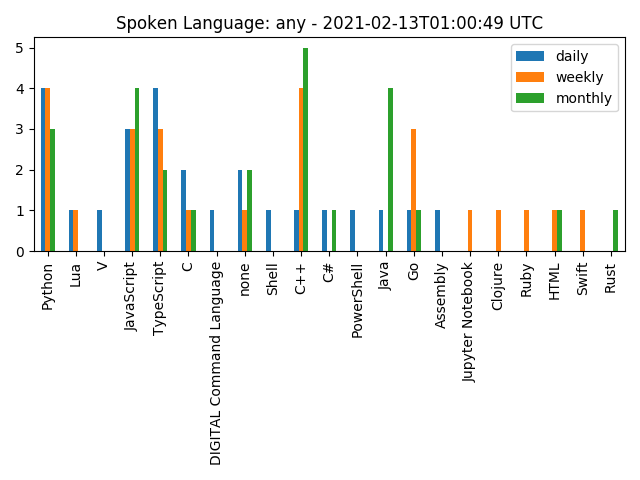 Spoken Language: any - 2021-02-13T01:00:49 UTC
daily
weekly
monthly
5
4
3
2
1
0
Python
Lua
V
JavaScript
TypeScript
C
DIGITAL Command Language
none
Shell
C++
C#
PowerShell
Java
Go
Assembly
Jupyter Notebook
Clojure
Ruby
HTML
Swift
Rust